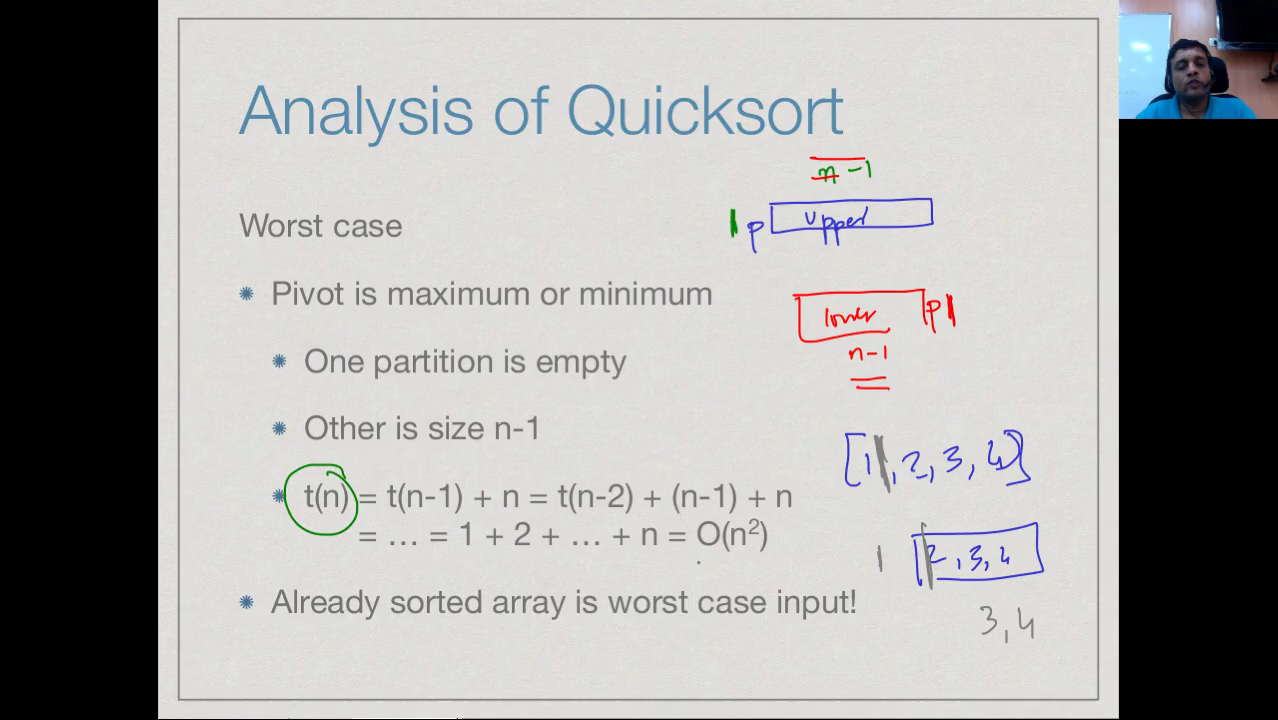 Analysis of Quicksort
n-1
p upper
Worst case
Pivot is maximum or minimum
lower p
n-1
One partition is empty
Other is size n-1
[1, 2, 3, 4]
t(n) = t(n-1) + n = t(n-2) + (n-1) + n
= … = 1 + 2 + … + n = O(n²)
1 2, 3, 4
Already sorted array is worst case input!
3, 4